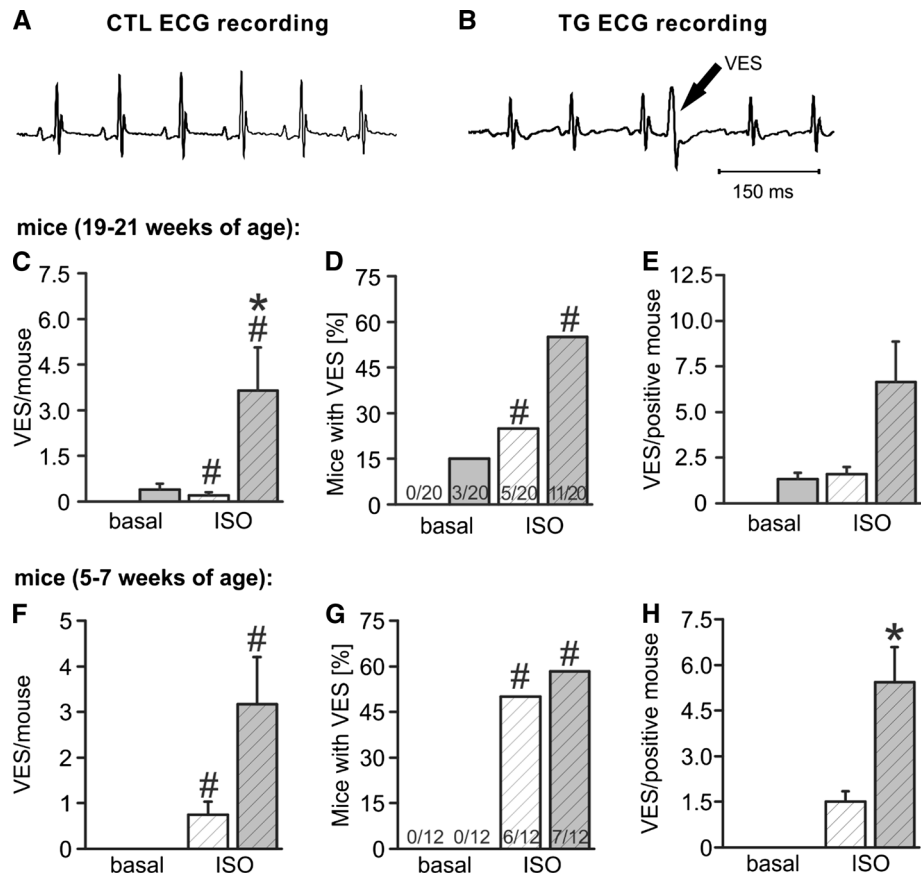 A CTL ECG recording
B TG ECG recording
VES
150 ms
mice (19-21 weeks of age):
C
VES/mouse
7.5
6.0
4.5
3.0
1.5
0
#
*
#
basal ISO
D
Mice with VES [%]
75
60
45
30
15
0
#
#
0/20 3/20 5/20 11/20
basal ISO
E
VES/positive mouse
12.5
10.0
7.5
5.0
2.5
0
basal ISO
mice (5-7 weeks of age):
F
VES/mouse
5
4
3
2
1
0
#
#
basal ISO
G
Mice with VES [%]
75
60
45
30
15
0
#
#
0/12 0/12 6/12 7/12
basal ISO
H
VES/positive mouse
7.5
6.0
4.5
3.0
1.5
0
*
basal ISO